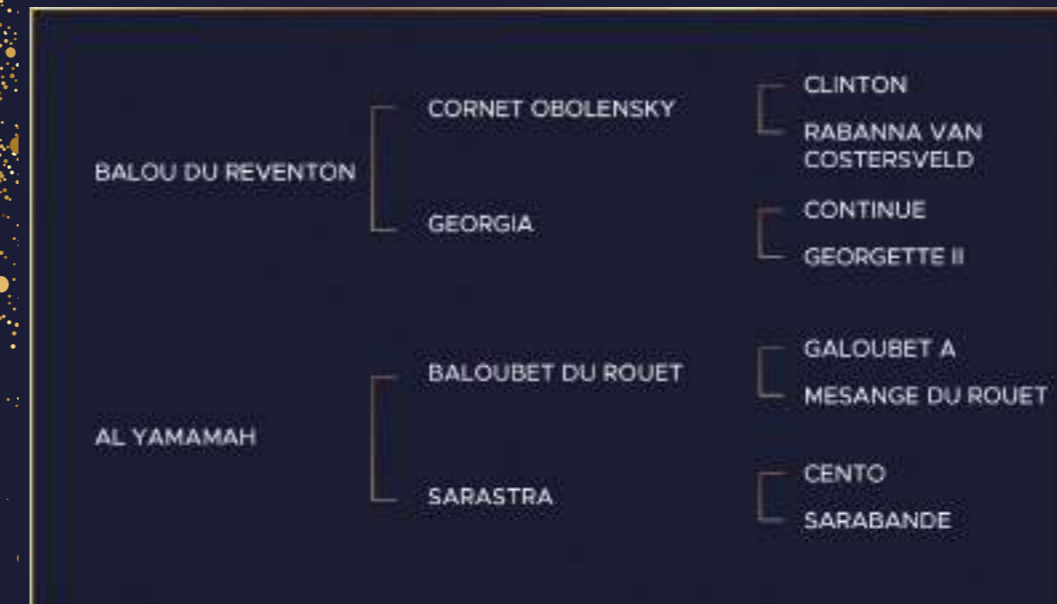 BALOU DU REVENTON
CORNET OBOLENSKY
CLINTON
RABANNA VAN
COSTERSVELD
GEORGIA
CONTINUE
GEORGETTE II
AL YAMAMAH
BALOUBET DU ROUET
GALOUBET A
MESANGE DU ROUET
SARASTRA
CENTO
SARABANDE